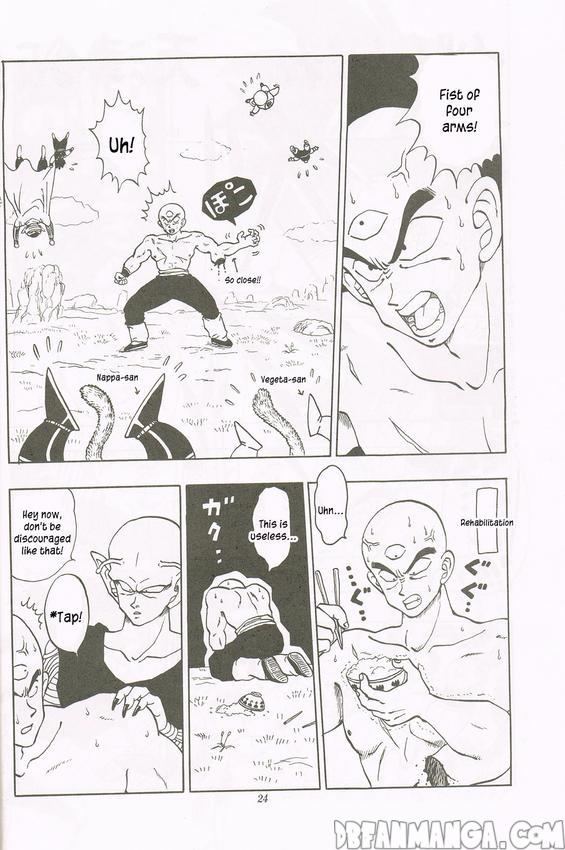 Fist of
four
arms!
Uh!
ぽこ
So close!!
Nappa-san
Vegeta-san
Rehabilitation
Uhn...
ぐぐ...
ぐぐ...
This is
useless...
ガク...
Hey now,
don't be
discouraged
like that!
*Tap!
24
DBFANMANGA.COM